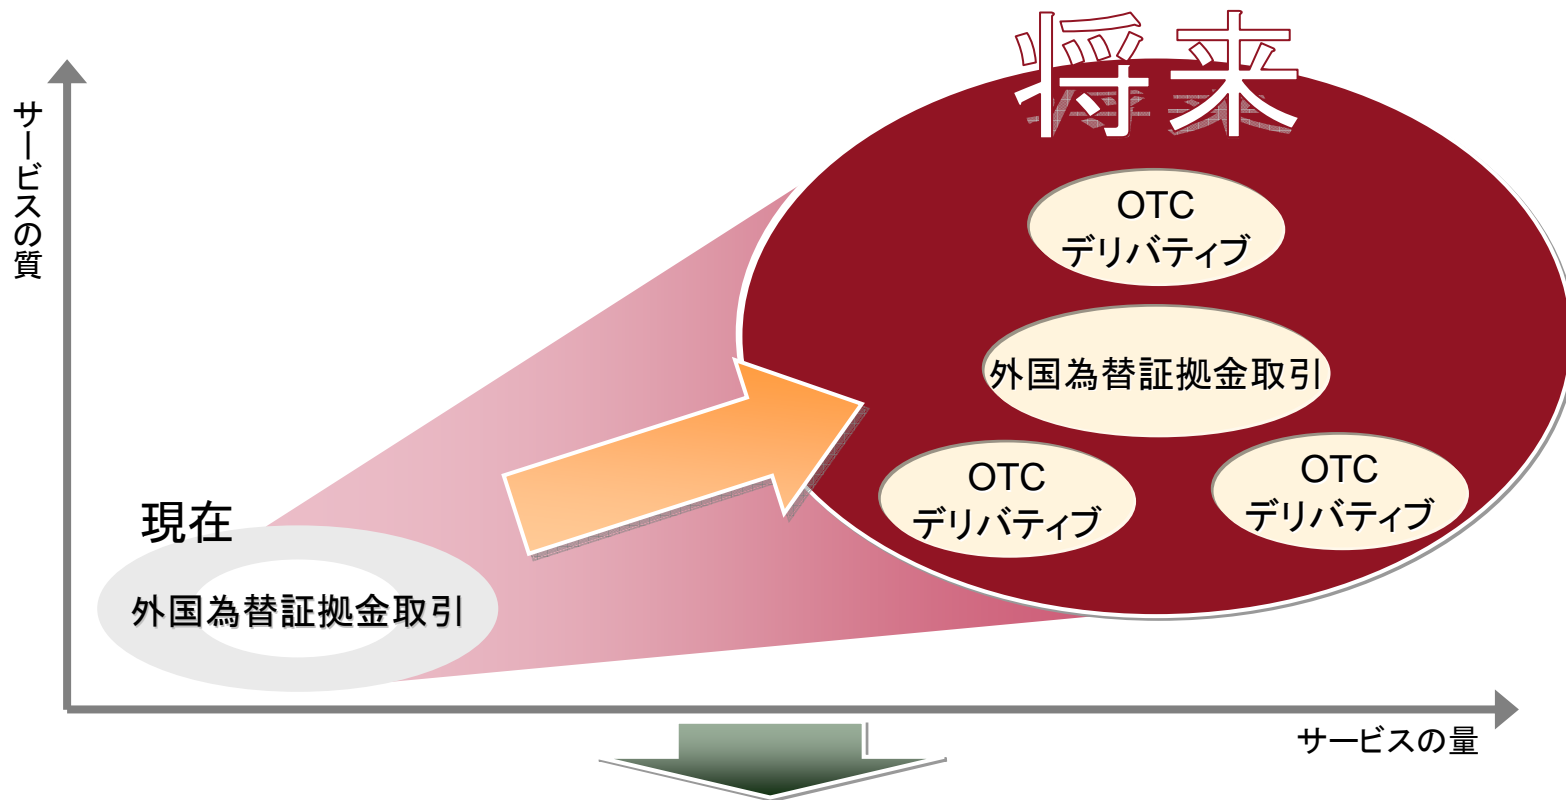 将来
サービスの質
OTC
デリバティブ
外国為替証拠金取引
OTC
デリバティブ
OTC
デリバティブ
現在
外国為替証拠金取引
サービスの量